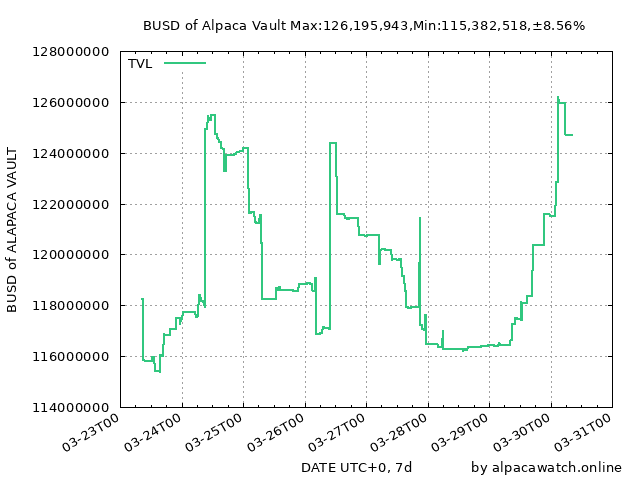 BUSD of Alpaca Vault Max:126,195,943,Min:115,382,518,±8.56%
128000000
TVL
126000000
124000000
122000000
120000000
118000000
116000000
114000000
BUSD of ALAPACA VAULT
03-23T00
03-24T00
03-25T00
03-26T00
03-27T00
03-28T00
03-29T00
03-30T00
03-31T00
DATE UTC+0, 7d
by alpacawatch.online